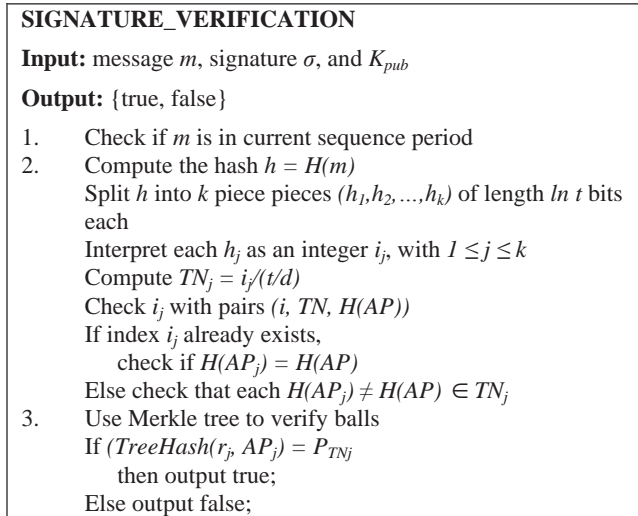 SIGNATURE_VERIFICATION
Input: message m, signature σ, and K_pub
Output: {true, false}
1. Check if m is in current sequence period
2. Compute the hash h = H(m)
Split h into k piece pieces (h_1,h_2,...,h_k) of length ln t bits
each
Interpret each h_j as an integer i_j, with 1 ≤ j ≤ k
Compute TN_j = i_j/(t/d)
Check i_j with pairs (i, TN, H(AP))
If index i_j already exists,
check if H(AP_j) = H(AP)
Else check that each H(AP_j) ≠ H(AP) ∈ TN_j
3. Use Merkle tree to verify balls
If (TreeHash(r_j, AP_j) = P_TNj
then output true;
Else output false;